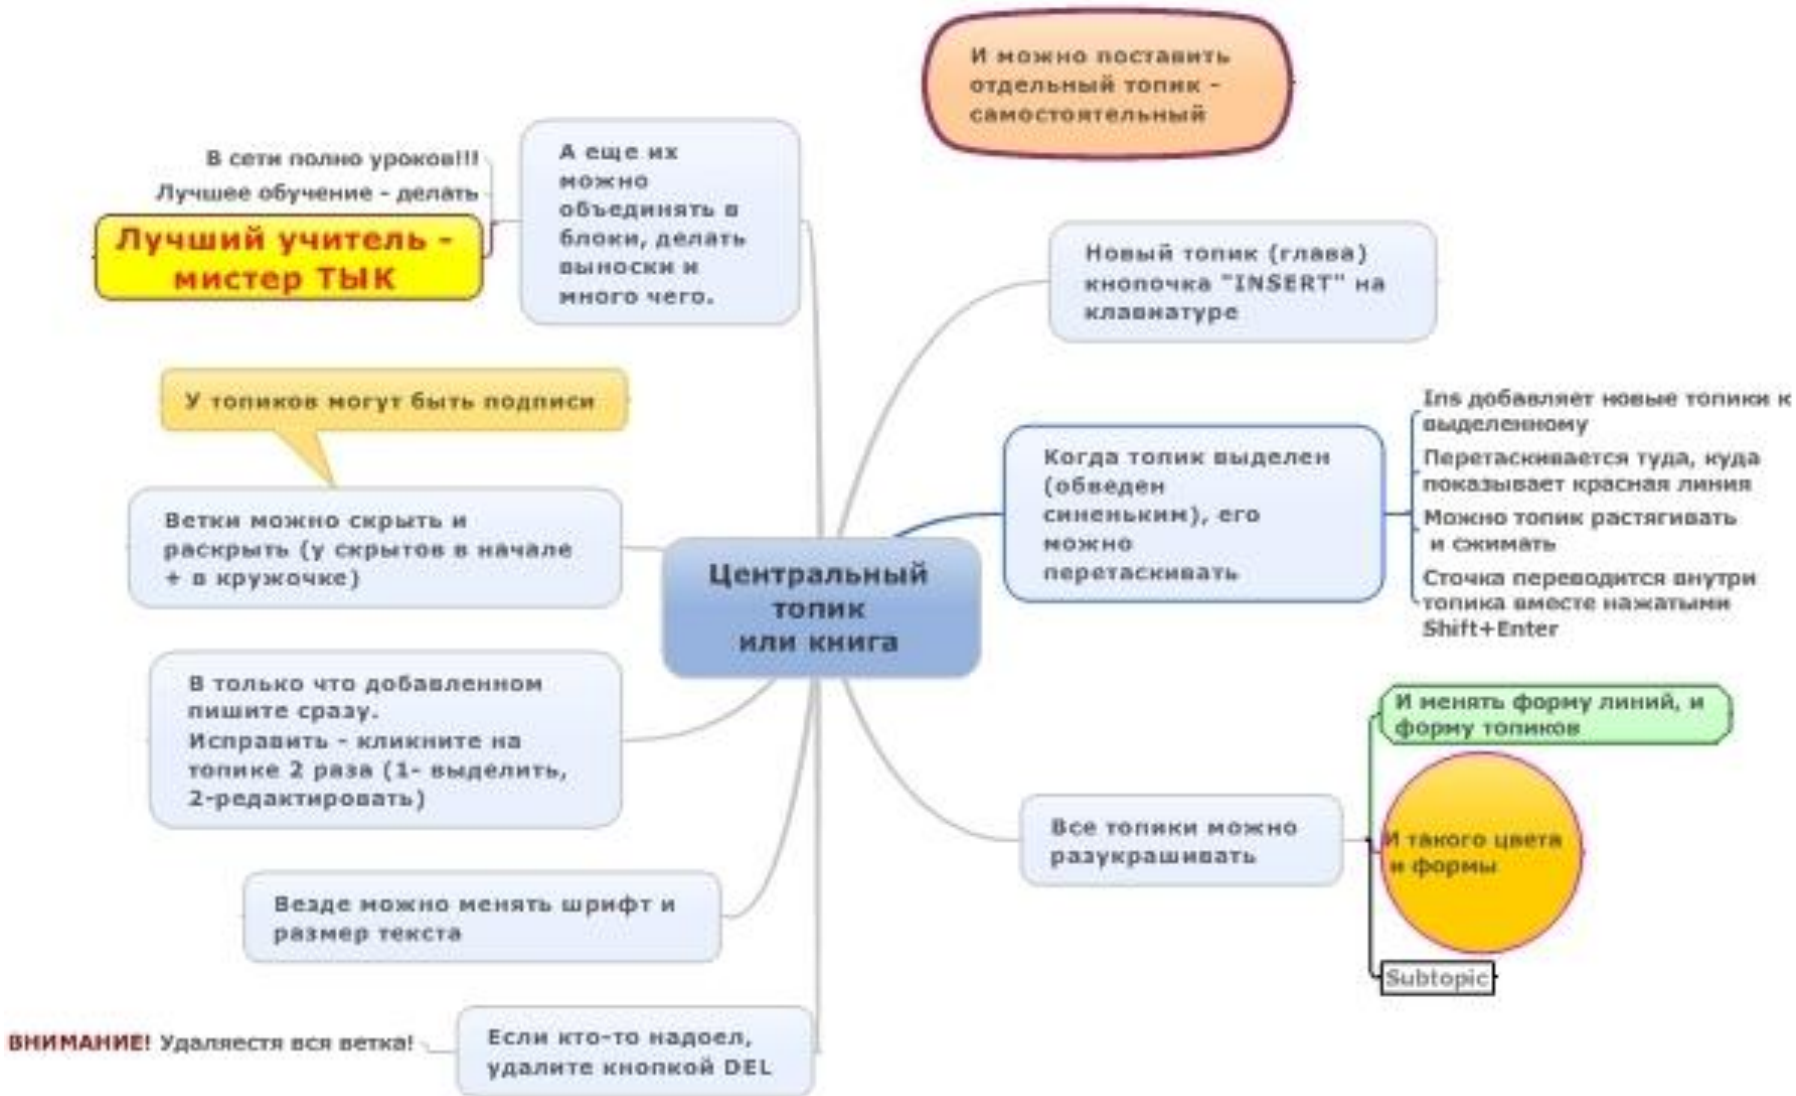 И можно поставить
отдельный топик -
самостоятельный
В сети полно уроков!!!
Лучшее обучение - делать
Лучший учитель -
мистер ТЫК
А еще их
можно
объединять в
блоки, делать
выноски и
много чего.
Новый топик (глава)
кнопочка "INSERT" на
клавиатуре
У топиков могут быть подписи
Ветки можно скрыть и
раскрыть (у скрытов в начале
+ в кружочке)
Когда топик выделен
(обведен
синеньким), его
можно
перетаскивать
Ins добавляет новые топики к
выделенному
Перетаскивается туда, куда
показывает красная линия
Можно топик растягивать
и сжимать
Сточка переводится внутри
топика вместе нажатыми
Shift+Enter
Центральный
топик
или книга
В только что добавленном
пишите сразу.
Исправить - кликните на
топике 2 раза (1- выделить,
2-редактировать)
И менять форму линий, и
форму топиков
Все топики можно
разукрашивать
И такого цвета
и формы
Subtopic
Везде можно менять шрифт и
размер текста
ВНИМАНИЕ! Удаляестя вся ветка!
Если кто-то надоел,
удалите кнопкой DEL